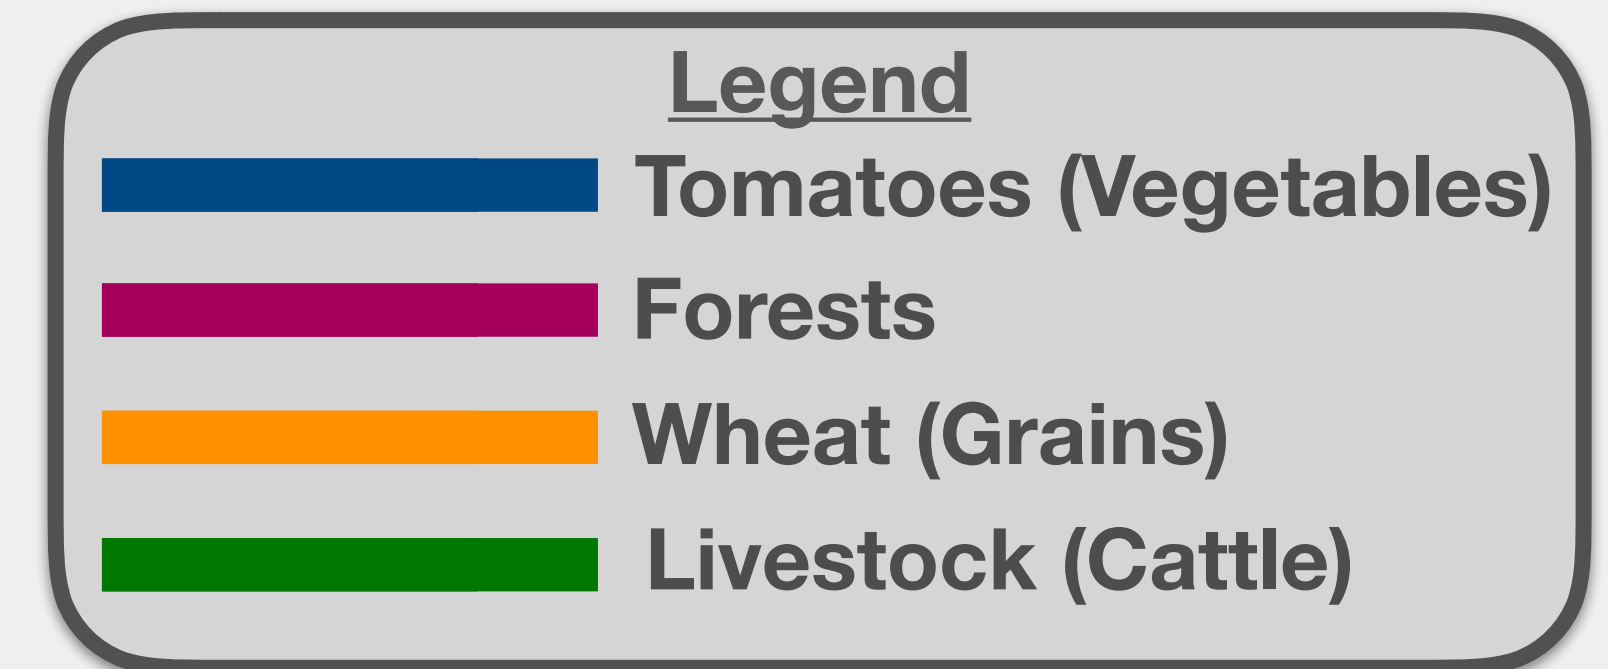 Legend
Tomatoes (Vegetables)
Forests
Wheat (Grains)
Livestock (Cattle)